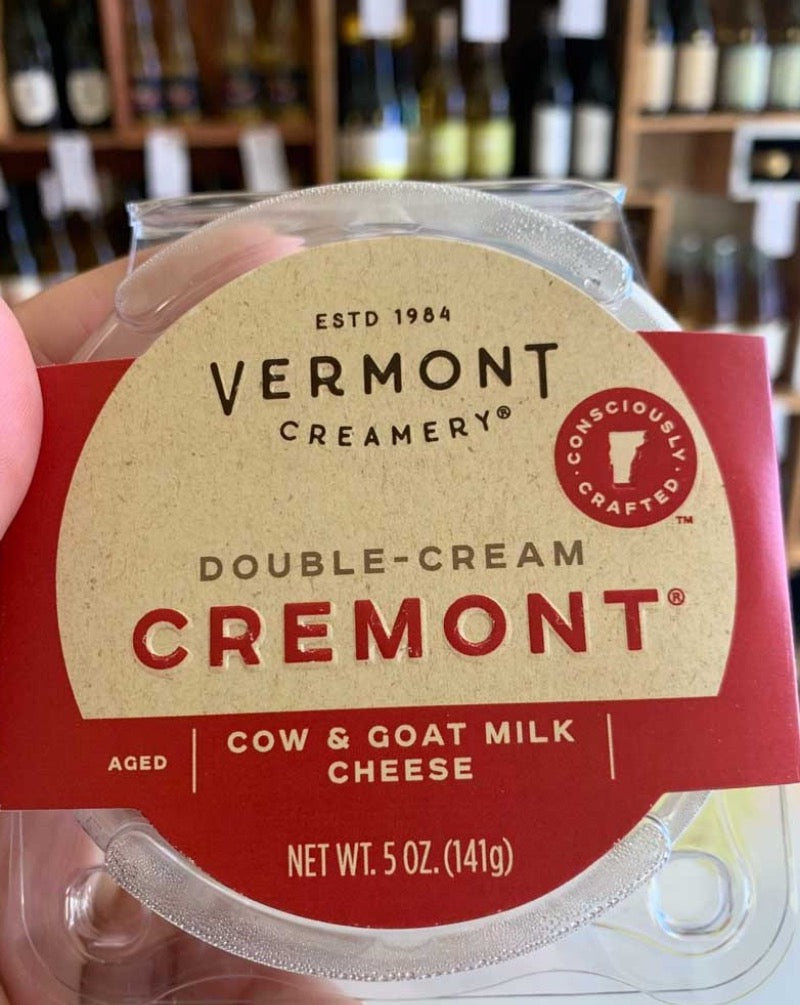 ESTD 1984
VERMONT
CREAMERY®
· CONSCIOUSLY ·
CRAFTED
™
DOUBLE-CREAM
CREMONT®
AGED
COW & GOAT MILK
CHEESE
NET WT. 5 OZ. (141g)